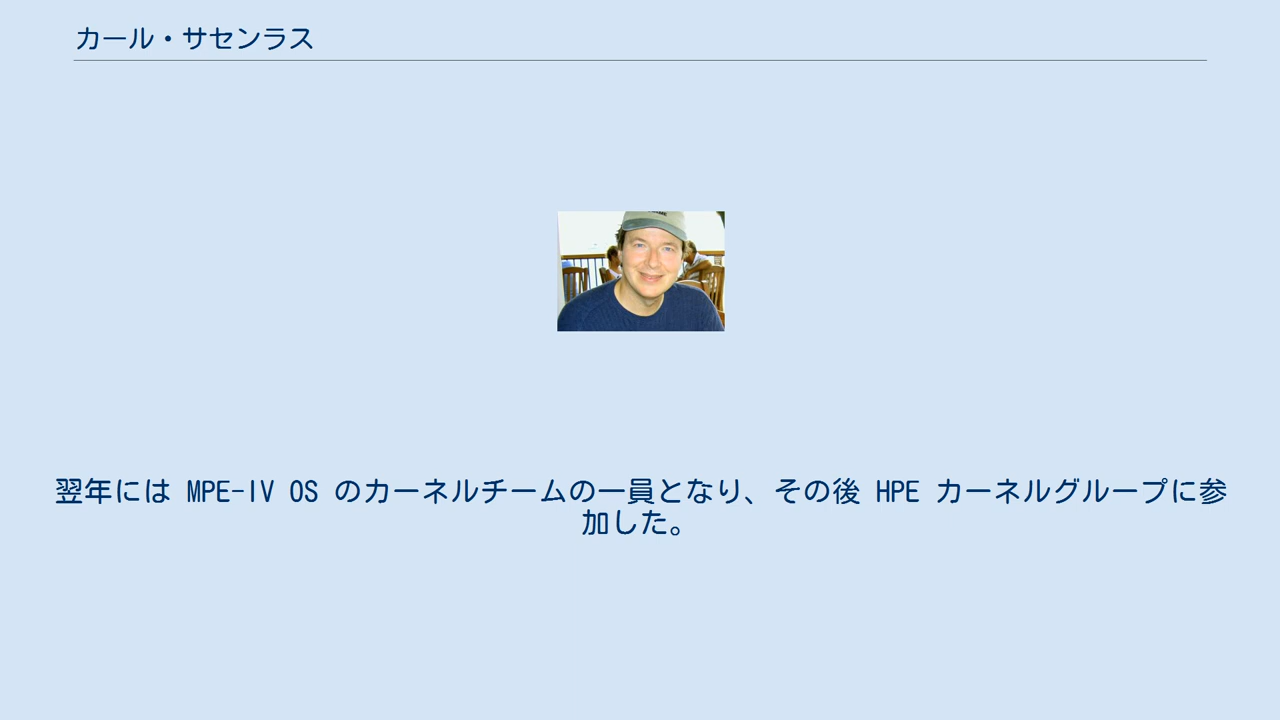 カール・サセンラス
翌年には MPE-IV OS のカーネルチームの一員となり、その後 HPE カーネルグループに参
加した。